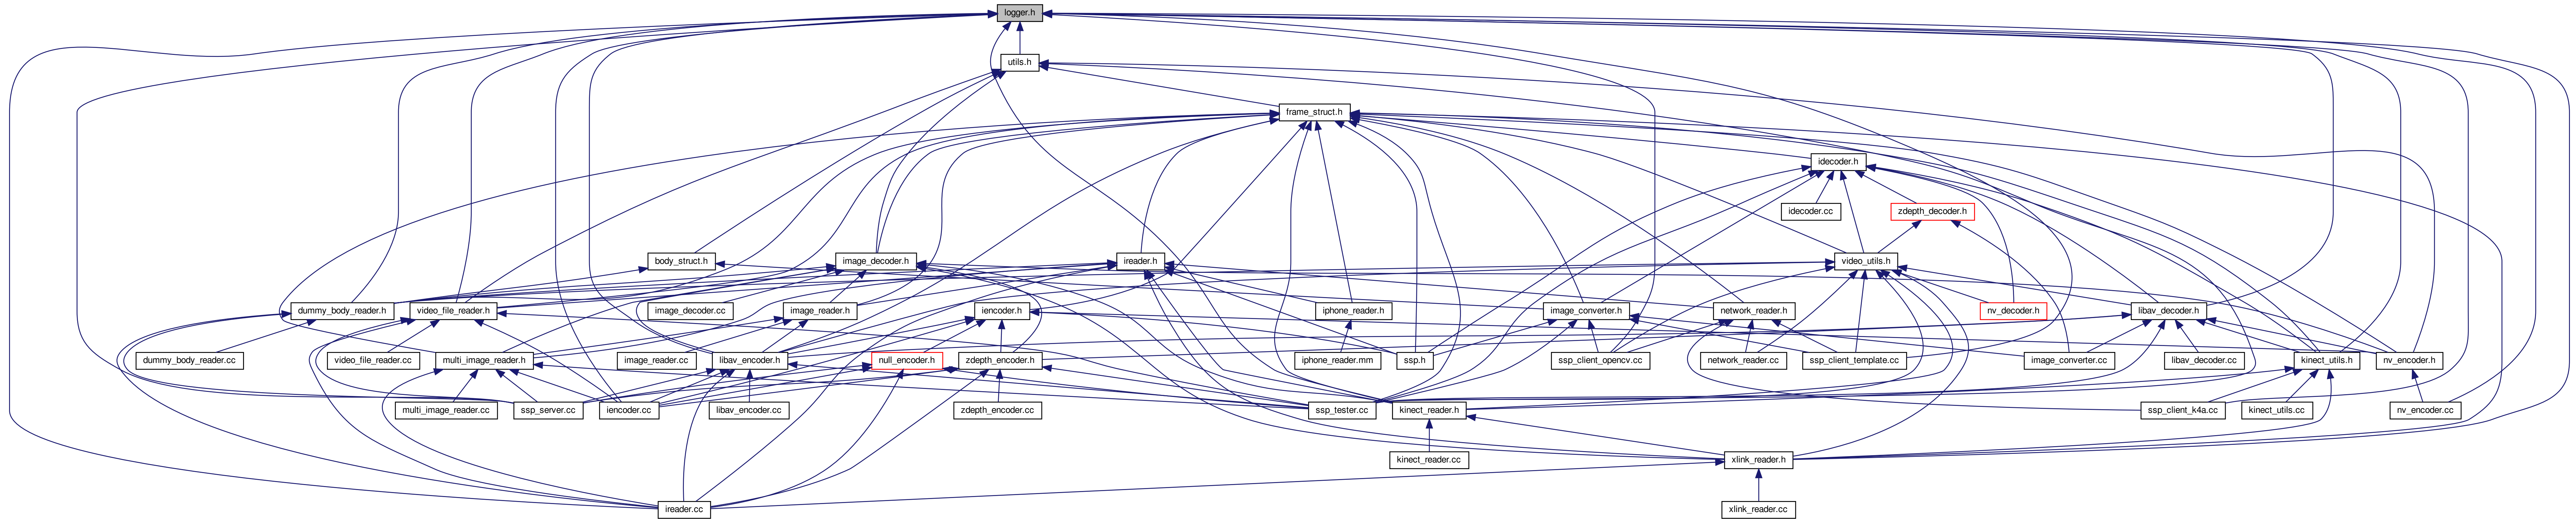 logger.h
utils.h
frame_struct.h
idecoder.h
idecoder.cc
zdepth_decoder.h
body_struct.h
image_decoder.h
ireader.h
video_utils.h
dummy_body_reader.h
video_file_reader.h
image_decoder.cc
image_reader.h
iencoder.h
iphone_reader.h
image_converter.h
network_reader.h
nv_decoder.h
libav_decoder.h
dummy_body_reader.cc
video_file_reader.cc
multi_image_reader.h
image_reader.cc
libav_encoder.h
null_encoder.h
zdepth_encoder.h
iphone_reader.mm
ssp.h
ssp_client_opencv.cc
network_reader.cc
ssp_client_template.cc
image_converter.cc
libav_decoder.cc
kinect_utils.h
nv_encoder.h
multi_image_reader.cc
ssp_server.cc
iencoder.cc
libav_encoder.cc
zdepth_encoder.cc
ssp_tester.cc
kinect_reader.h
ssp_client_k4a.cc
kinect_utils.cc
nv_encoder.cc
kinect_reader.cc
xlink_reader.h
ireader.cc
xlink_reader.cc